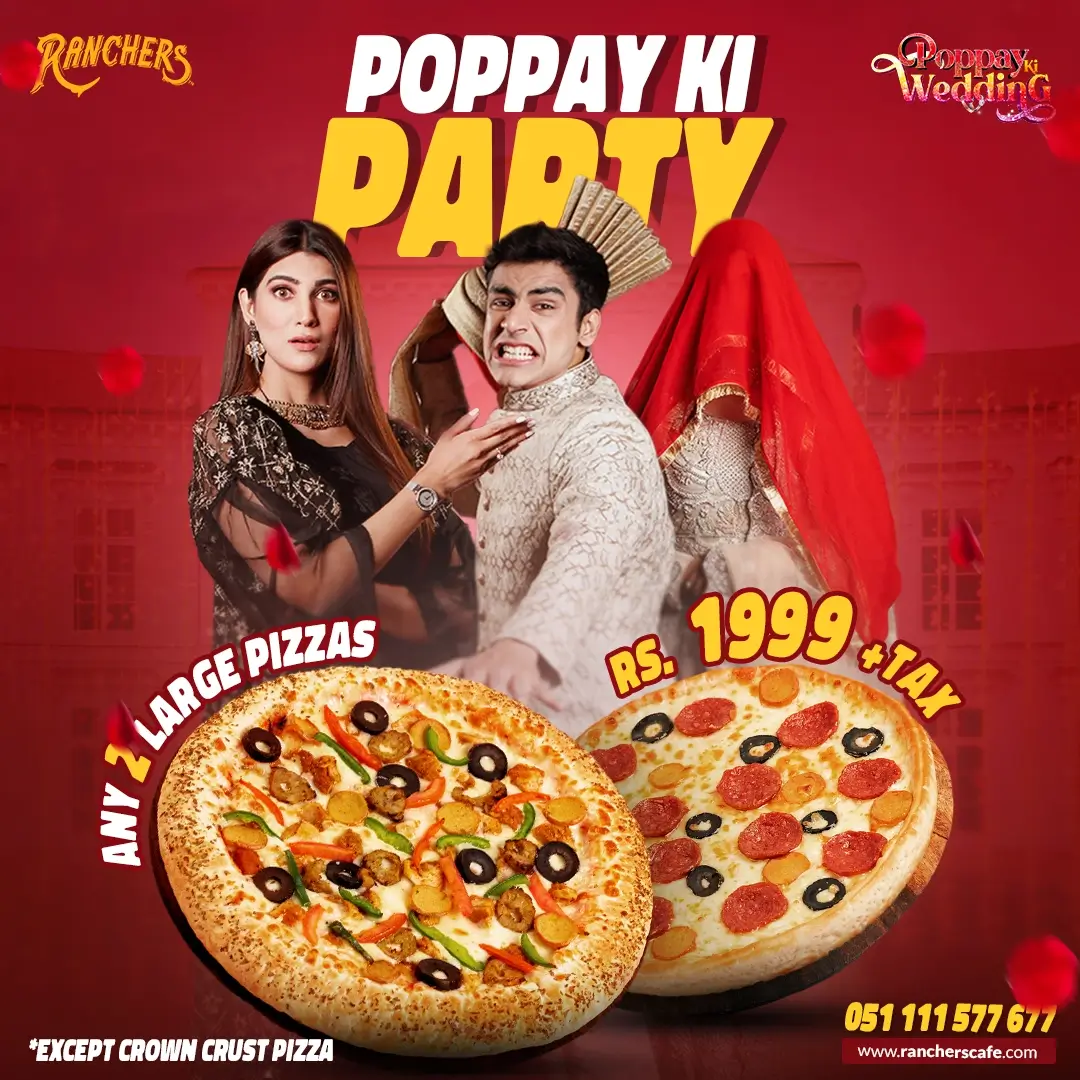 RANCHERS
POPPAY KI
PARTY
Poppay Ki
Wedding
ANY 2 LARGE PIZZAS
RS. 1999 +TAX
*EXCEPT CROWN CRUST PIZZA
051 111 577 677
www.rancherscafe.com